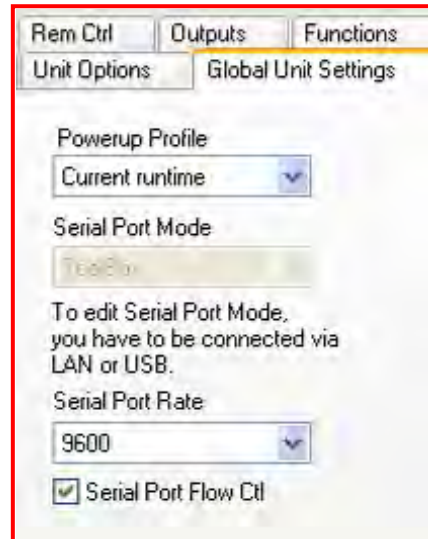 Rem Ctrl Outputs Functions
Unit Options Global Unit Settings
Powerup Profile
Current runtime
Serial Port Mode
To edit Serial Port Mode,
you have to be connected via
LAN or USB.
Serial Port Rate
9600
Serial Port Flow Ctl